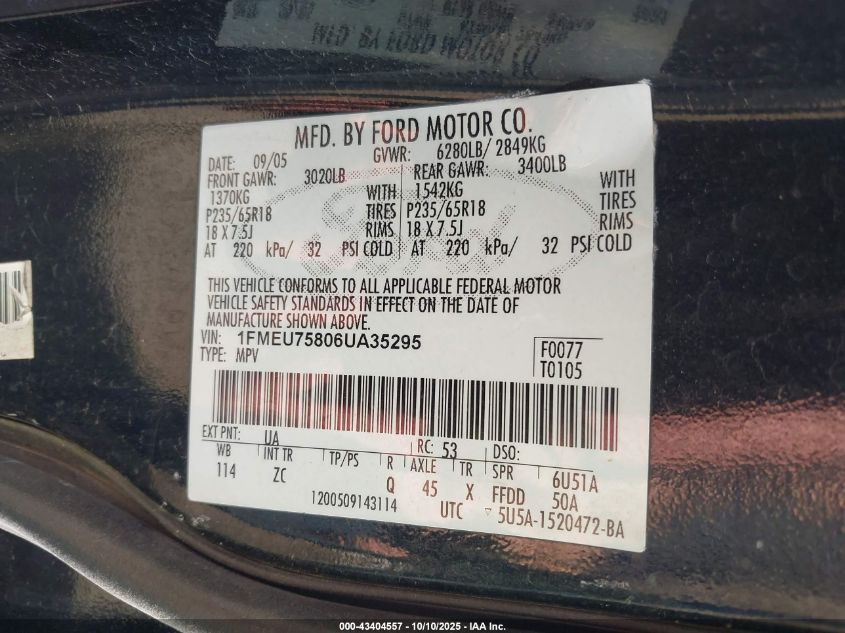 MFD. BY FORD MOTOR CO.
DATE: 09/05 GVWR: 6280LB/ 2849KG
FRONT GAWR: 3020LB REAR GAWR: 3400LB
1370KG WITH 1542KG WITH
P235/65R18 TIRES P235/65R18 TIRES
18 X 7.5J RIMS 18 X 7.5J RIMS
AT 220 kPa/ 32 PSI COLD AT 220 kPa/ 32 PSI COLD
THIS VEHICLE CONFORMS TO ALL APPLICABLE FEDERAL MOTOR
VEHICLE SAFETY STANDARDS IN EFFECT ON THE DATE OF
MANUFACTURE SHOWN ABOVE.
VIN: 1FMEU75806UA35295 F0077
TYPE: MPV T0105
EXT PNT: UA RC: 53 DSO:
WB INT TR TP/PS R AXLE TR SPR 6U51A
114 ZC Q 45 X FFDD 50A
1200509143114 UTC 5U5A-1520472-BA
000-43404557 - 10/10/2025 - IAA Inc.